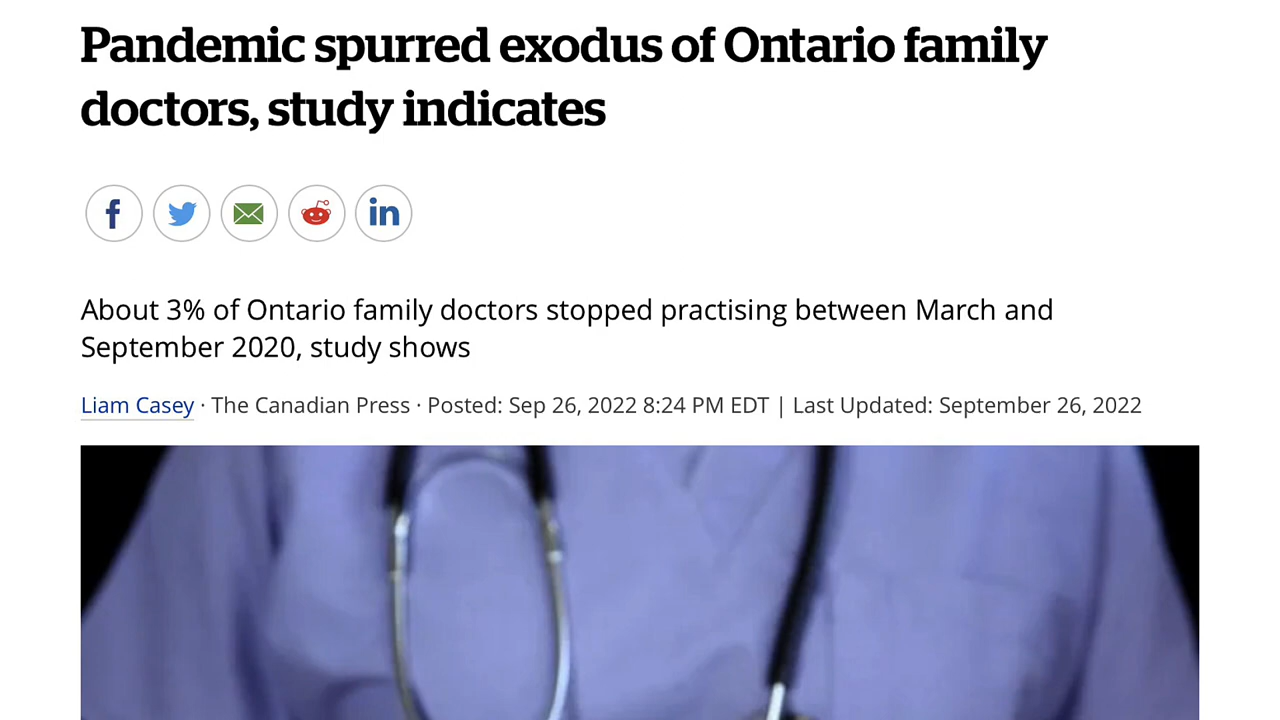 Pandemic spurred exodus of Ontario family
doctors, study indicates
f
in
About 3% of Ontario family doctors stopped practising between March and
September 2020, study shows
Liam Casey · The Canadian Press · Posted: Sep 26, 2022 8:24 PM EDT | Last Updated: September 26, 2022